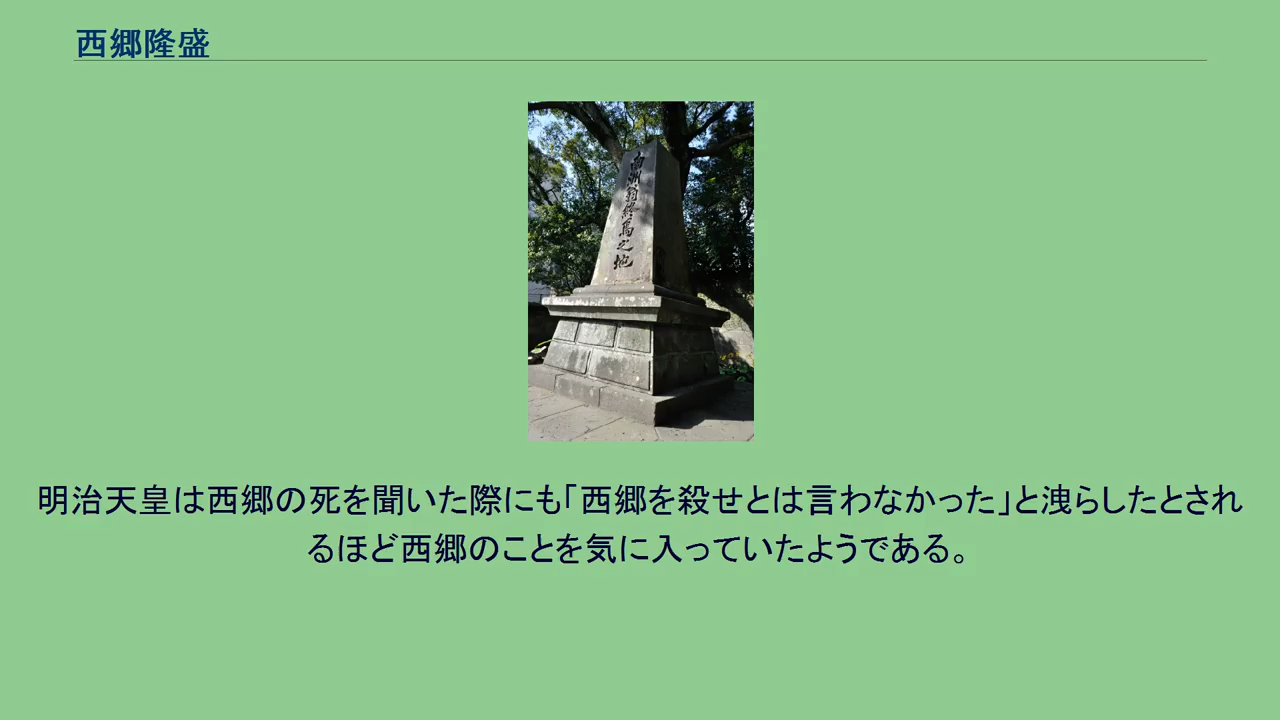 西郷隆盛
南洲翁終焉之地
明治天皇は西郷の死を聞いた際にも「西郷を殺せとは言わなかった」と洩らしたとされ
るほど西郷のことを気に入っていたようである。